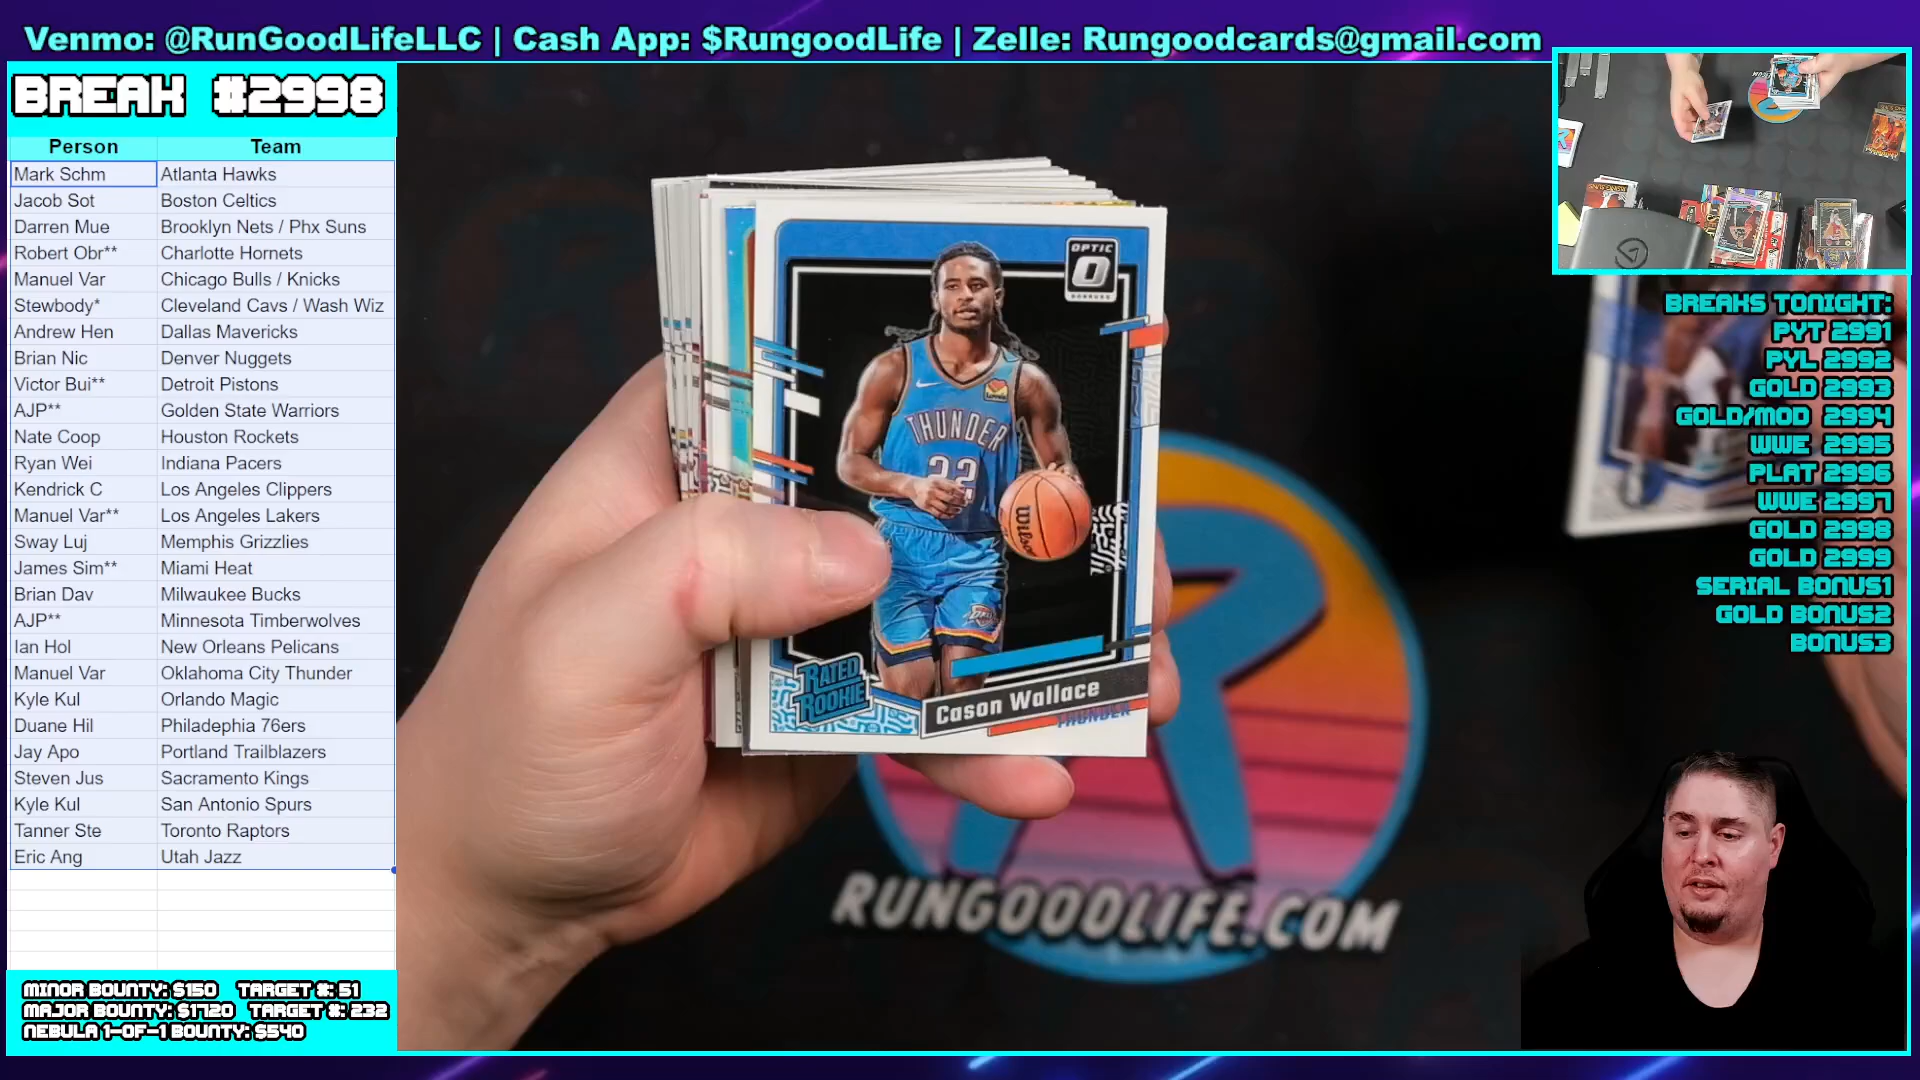 Venmo: @RunGoodLifeLLC | Cash App: $RungoodLife | Zelle: Rungoodcards@gmail.com
BREAK #2998
Person Team
Mark Schm Atlanta Hawks
Jacob Sot Boston Celtics
Darren Mue Brooklyn Nets / Phx Suns
Robert Obr** Charlotte Hornets
Manuel Var Chicago Bulls / Knicks
Stewbody* Cleveland Cavs / Wash Wiz
Andrew Hen Dallas Mavericks
Brian Nic Denver Nuggets
Victor Bui** Detroit Pistons
AJP** Golden State Warriors
Nate Coop Houston Rockets
Ryan Wei Indiana Pacers
Kendrick C Los Angeles Clippers
Manuel Var** Los Angeles Lakers
Sway Luj Memphis Grizzlies
James Sim** Miami Heat
Brian Dav Milwaukee Bucks
AJP** Minnesota Timberwolves
Ian Hol New Orleans Pelicans
Manuel Var Oklahoma City Thunder
Kyle Kul Orlando Magic
Duane Hil Philadephia 76ers
Jay Apo Portland Trailblazers
Steven Jus Sacramento Kings
Kyle Kul San Antonio Spurs
Tanner Ste Toronto Raptors
Eric Ang Utah Jazz
MINOR BOUNTY: $150 TARGET #: 51
MAJOR BOUNTY: $1720 TARGET #: 232
NEBULA 1-OF-1 BOUNTY: $540
OPTIC
DONRUSS
THUNDER
22
Wilson
RATED
ROOKIE
Cason Wallace
THUNDER
RUNGOODLIFE.COM
BREAKS TONIGHT:
PYT 2991
PYL 2992
GOLD 2993
GOLD/MOD 2994
WWE 2995
PLAT 2996
WWE 2997
GOLD 2998
GOLD 2999
SERIAL BONUS1
GOLD BONUS2
BONUS3